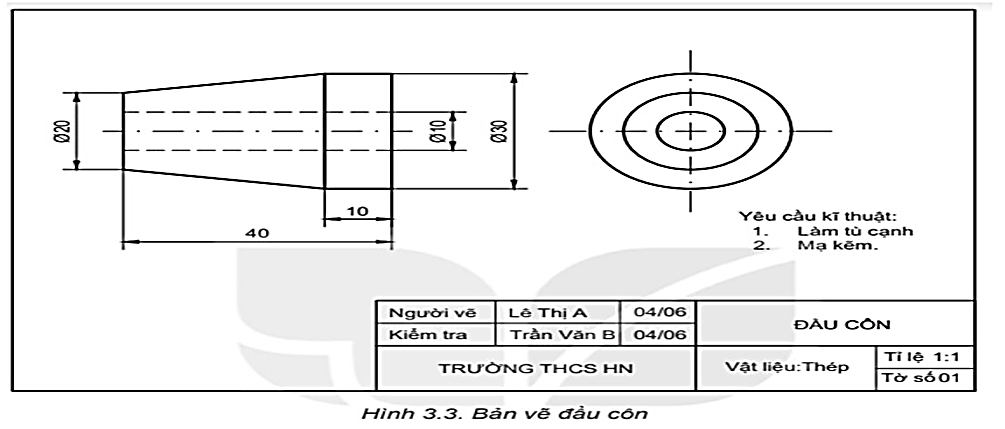 Ø20
Ø10
Ø30
10
40
Yêu cầu kĩ thuật:
1. Làm tù cạnh
2. Mạ kẽm.
Người vẽ Lê Thị A 04/06
Kiểm tra Trần Văn B 04/06
ĐẦU CÔN
TRƯỜNG THCS HN
Vật liệu:Thép
Tỉ lệ 1:1
Tờ số 01
Hình 3.3. Bản vẽ đầu côn